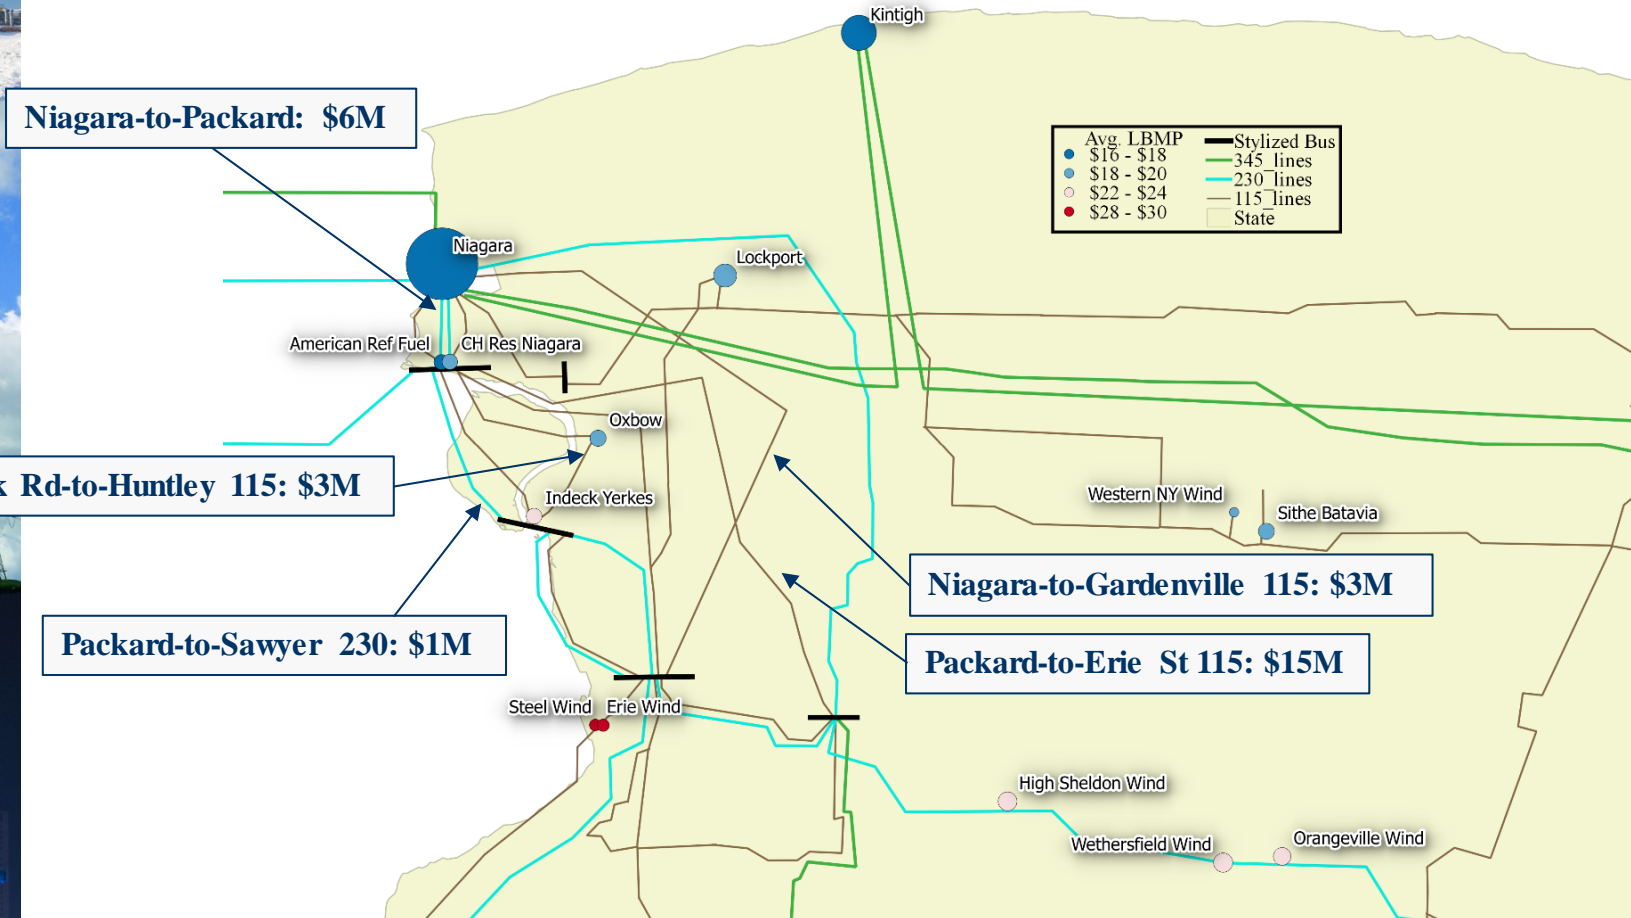 Kintigh
Niagara-to-Packard: $6M
Avg. LBMP
$16 - $18
$18 - $20
$22 - $24
$28 - $30
Stylized Bus
345_lines
230_lines
115_lines
State
Niagara
Lockport
American Ref Fuel
CH Res Niagara
Oxbow
Rd-to-Huntley 115: $3M
Indeck Yerkes
Western NY Wind
Sithe Batavia
Niagara-to-Gardenville 115: $3M
Packard-to-Sawyer 230: $1M
Packard-to-Erie St 115: $15M
Steel Wind
Erie Wind
High Sheldon Wind
Wethersfield Wind
Orangeville Wind